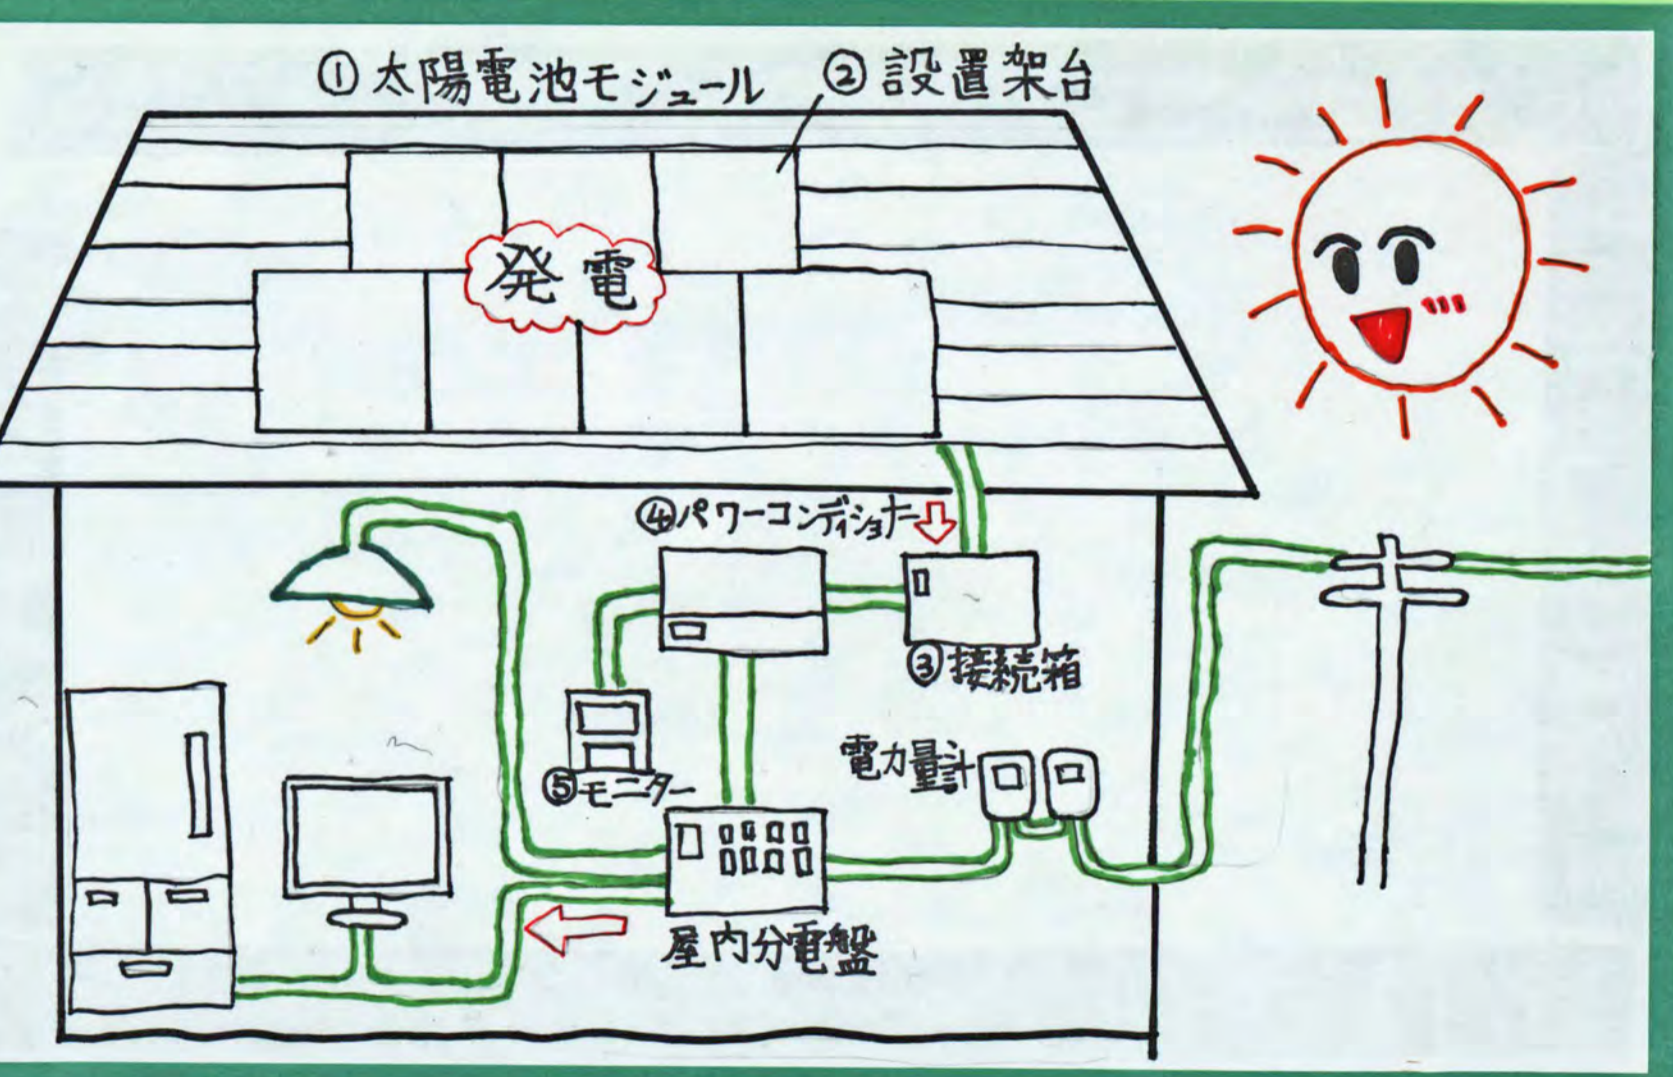 ①太陽電池モジュール
②設置架台
発電
④パワーコンディショナー
③接続箱
電力量計
⑤モニター
屋内分電盤